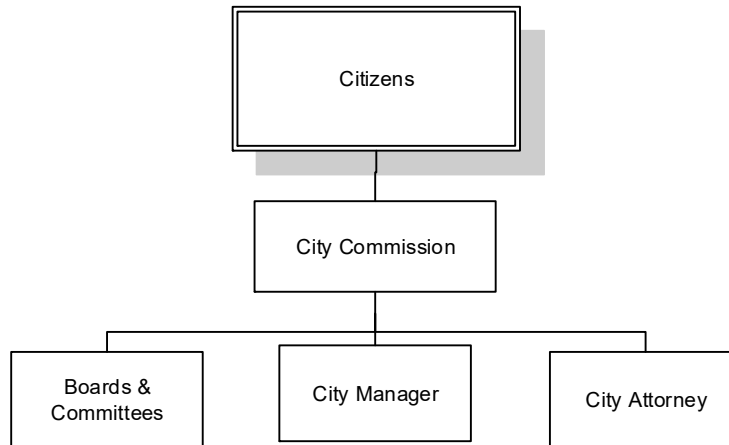 Citizens
City Commission
Boards &
Committees
City Manager
City Attorney